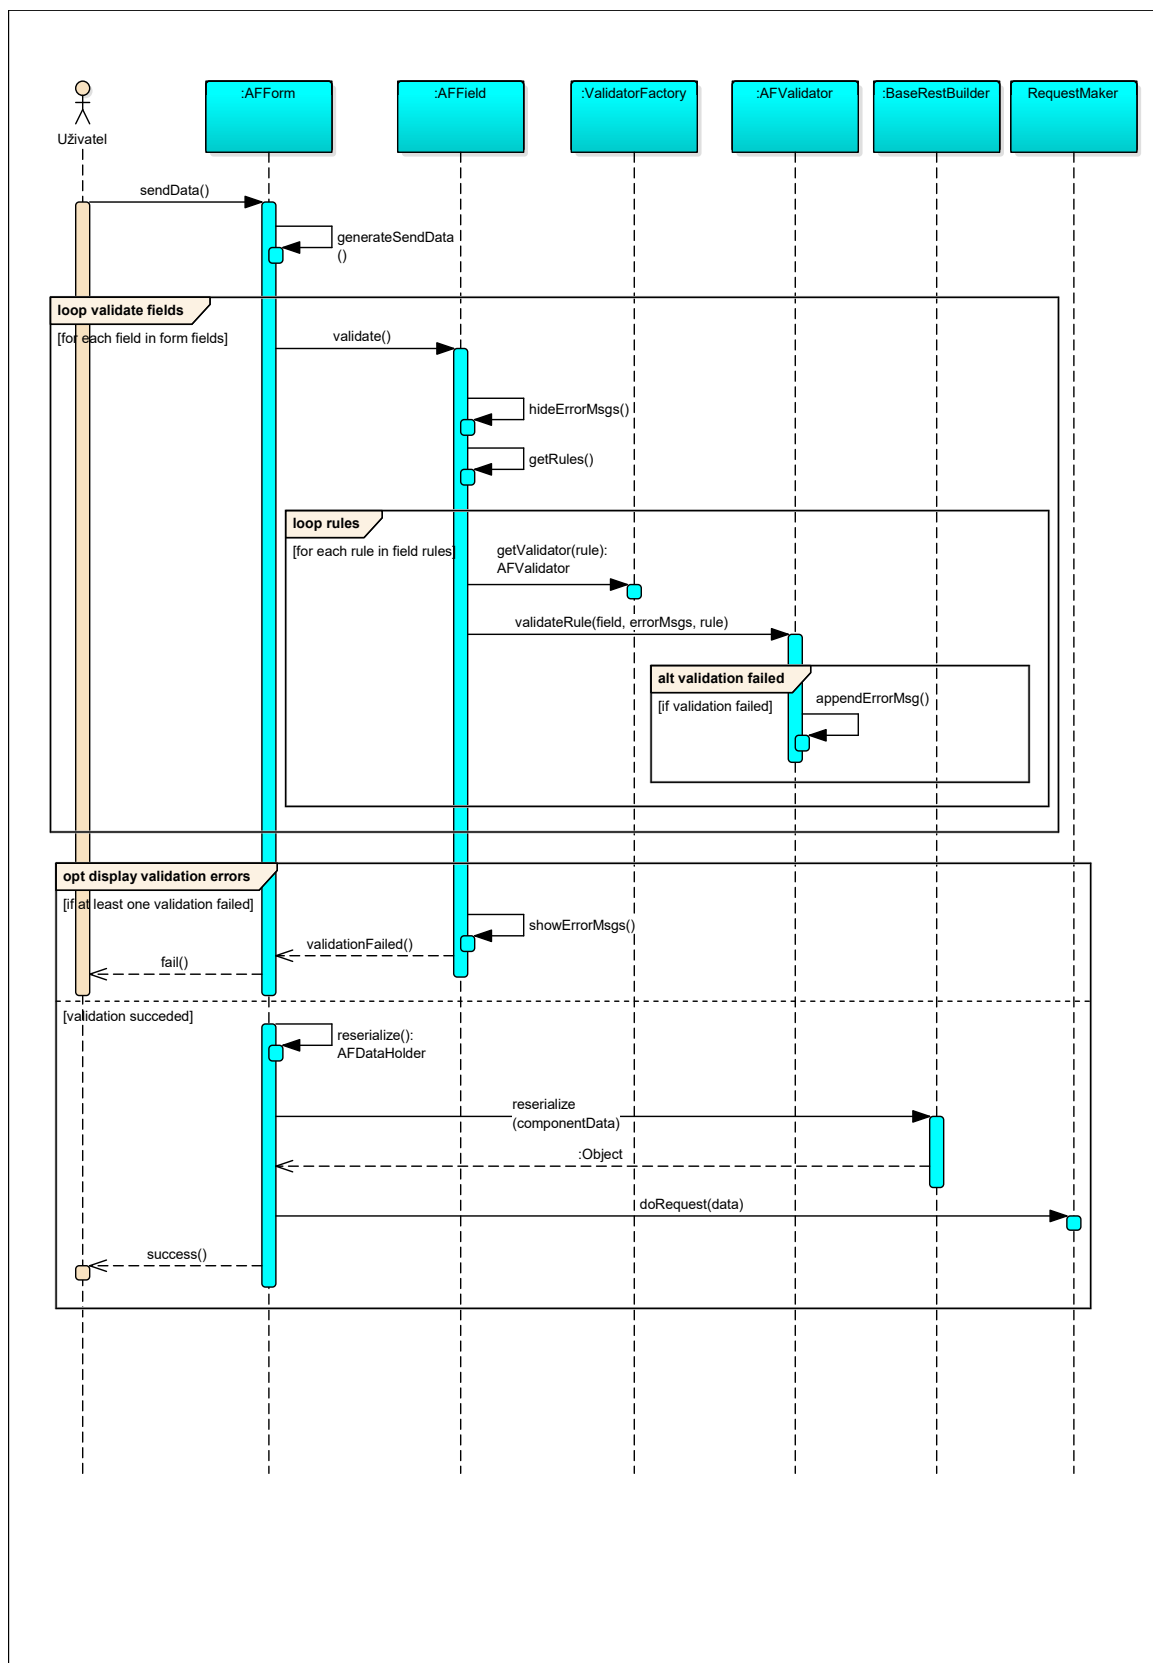 :AFForm
:AFField
:ValidatorFactory
:AFValidator
:BaseRestBuilder
RequestMaker
Uživatel
sendData()
generateSendData
()
loop validate fields
[for each field in form fields]
validate()
hideErrorMsgs()
getRules()
loop rules
[for each rule in field rules]
getValidator(rule):
AFValidator
validateRule(field, errorMsgs, rule)
alt validation failed
[if validation failed]
appendErrorMsg()
opt display validation errors
[if at least one validation failed]
showErrorMsgs()
validationFailed()
fail()
[validation succeded]
reserialize():
AFDataHolder
reserialize
(componentData)
:Object
doRequest(data)
success()